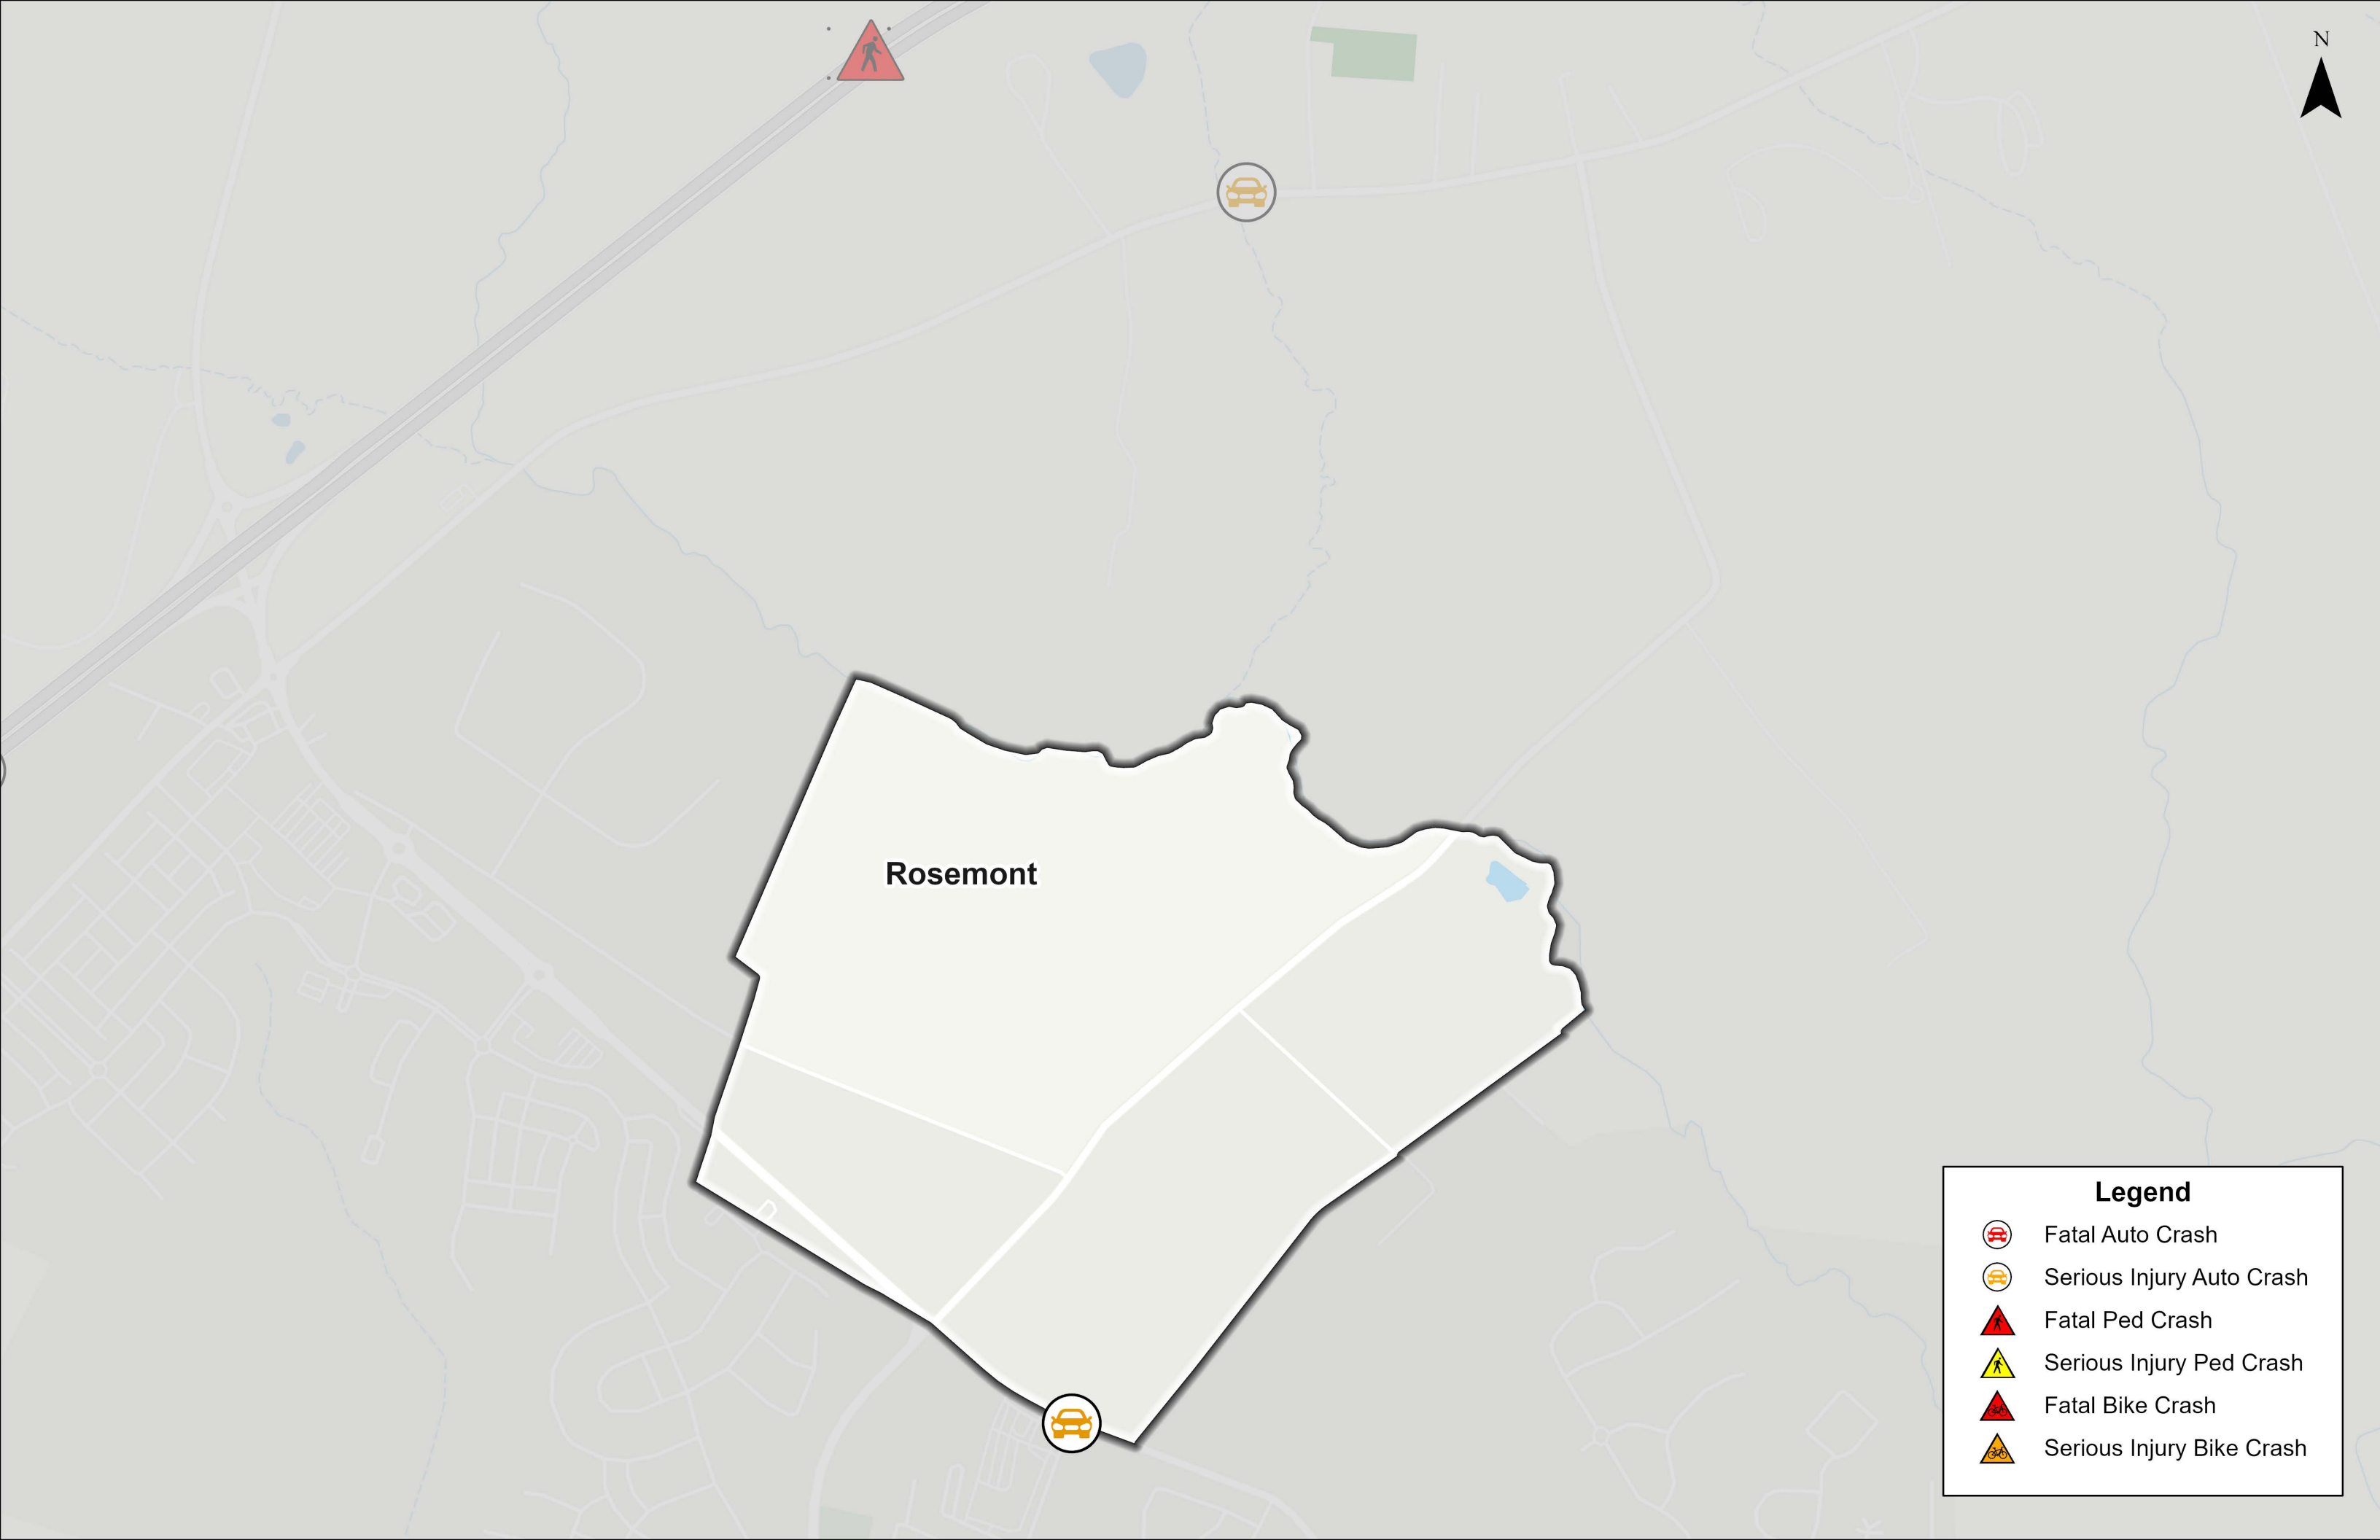 N
Rosemont
Legend
Fatal Auto Crash
Serious Injury Auto Crash
Fatal Ped Crash
Serious Injury Ped Crash
Fatal Bike Crash
Serious Injury Bike Crash